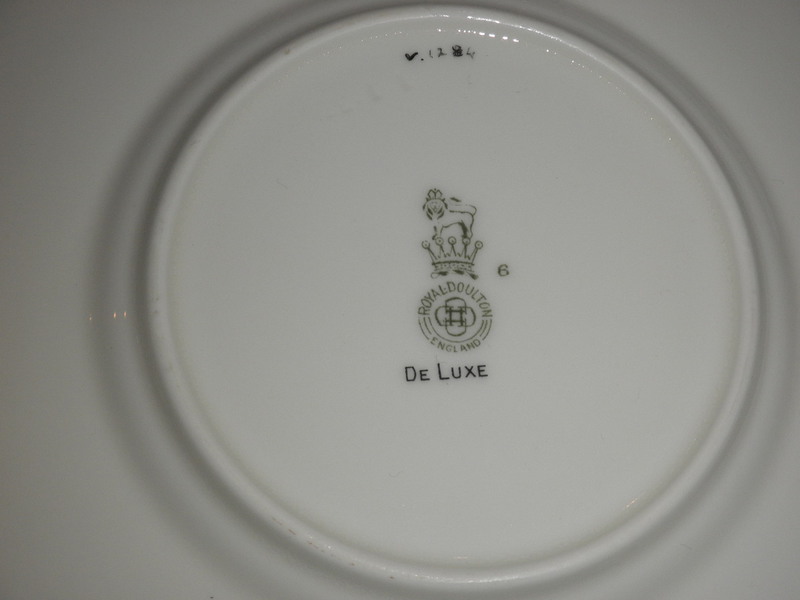 V.1284
6
ROYAL·DOULTON
ENGLAND
DE LUXE